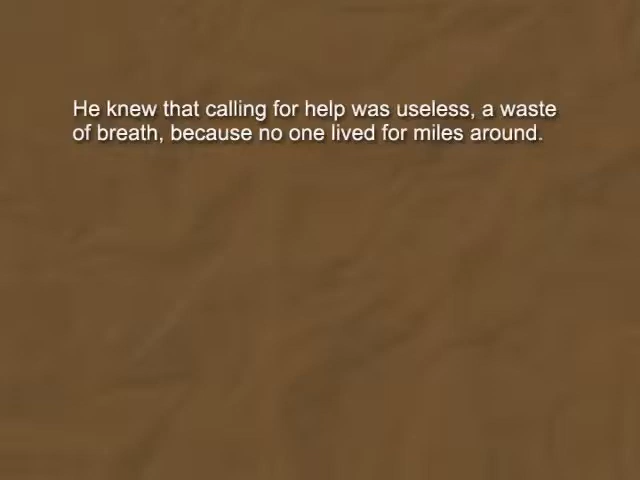 He knew that calling for help was useless, a waste
of breath, because no one lived for miles around.